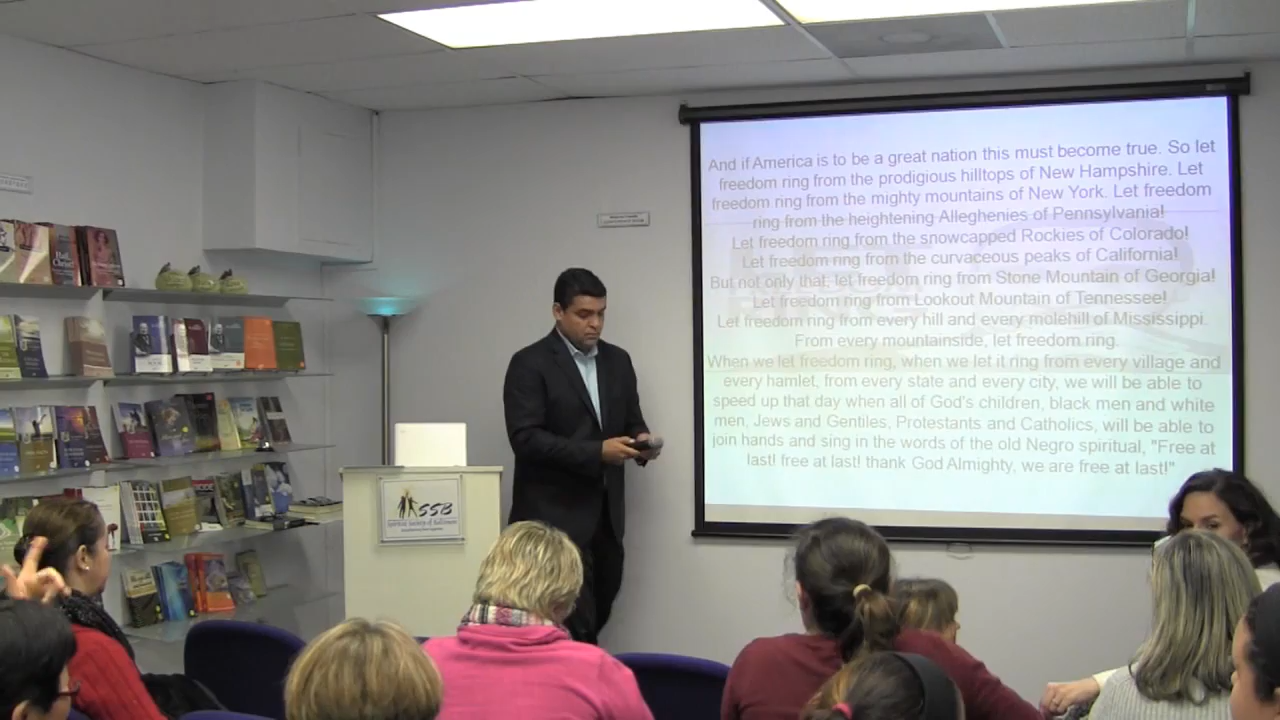 And if America is to be a great nation this must become true. So let
freedom ring from the prodigious hilltops of New Hampshire. Let
freedom ring from the mighty mountains of New York. Let freedom
ring from the heightening Alleghenies of Pennsylvania!
Let freedom ring from the snowcapped Rockies of Colorado!
Let freedom ring from the curvaceous peaks of California!
But not only that, let freedom ring from Stone Mountain of Georgia!
Let freedom ring from Lookout Mountain of Tennessee!
Let freedom ring from every hill and every molehill of Mississippi.
From every mountainside, let freedom ring.
When we let freedom ring, when we let it ring from every village and
every hamlet, from every state and every city, we will be able to
speed up that day when all of God's children, black men and white
men, Jews and Gentiles, Protestants and Catholics, will be able to
join hands and sing in the words of the old Negro spiritual, "Free at
last! free at last! thank God Almighty, we are free at last!"
SSB
Spiritist Society of Baltimore